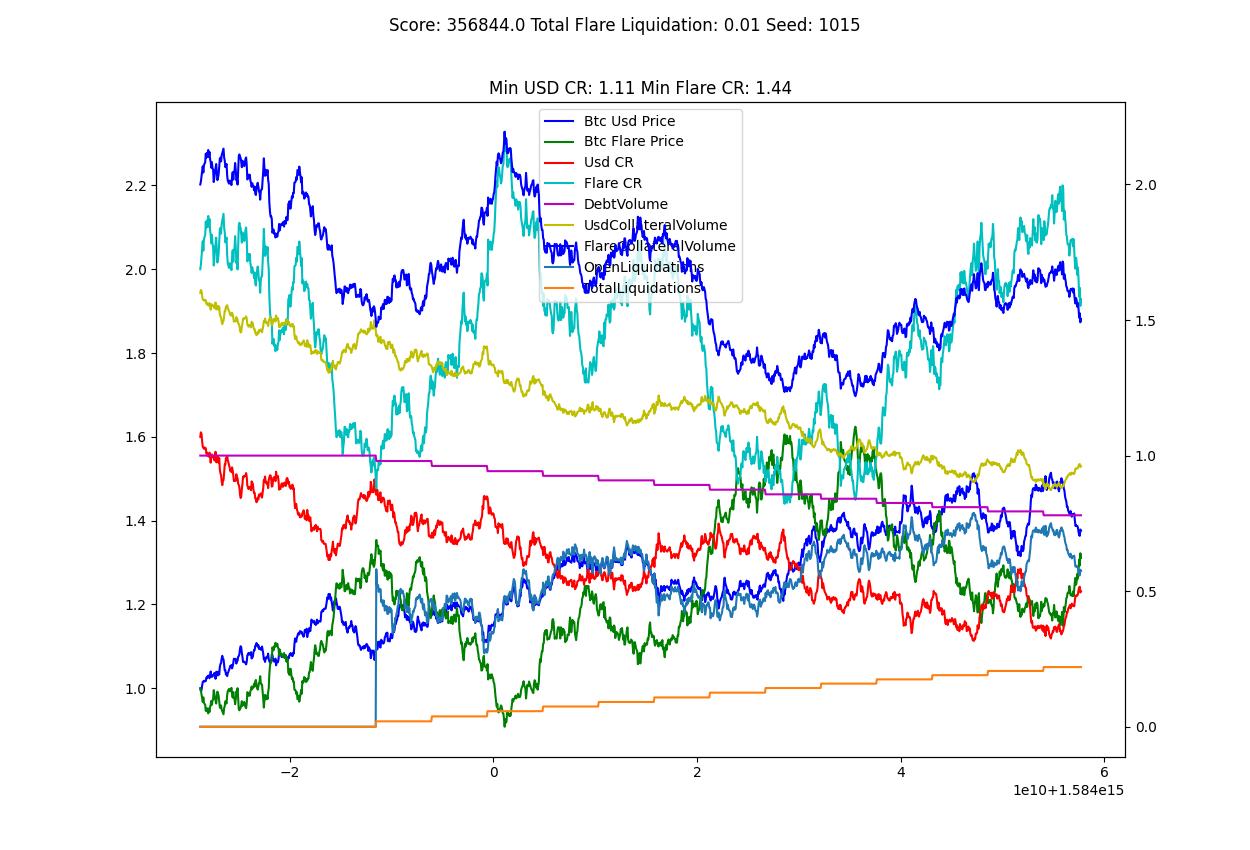 Score: 356844.0 Total Flare Liquidation: 0.01 Seed: 1015
Min USD CR: 1.11 Min Flare CR: 1.44
Btc Usd Price
Btc Flare Price
Usd CR
Flare CR
DebtVolume
UsdCollateralVolume
FlareCollateralVolume
OpenLiquidations
TotalLiquidations
2.2
2.0
1.8
1.6
1.4
1.2
1.0
2.0
1.5
1.0
0.5
0.0
−2
0
2
4
6
1e10+1.584e15